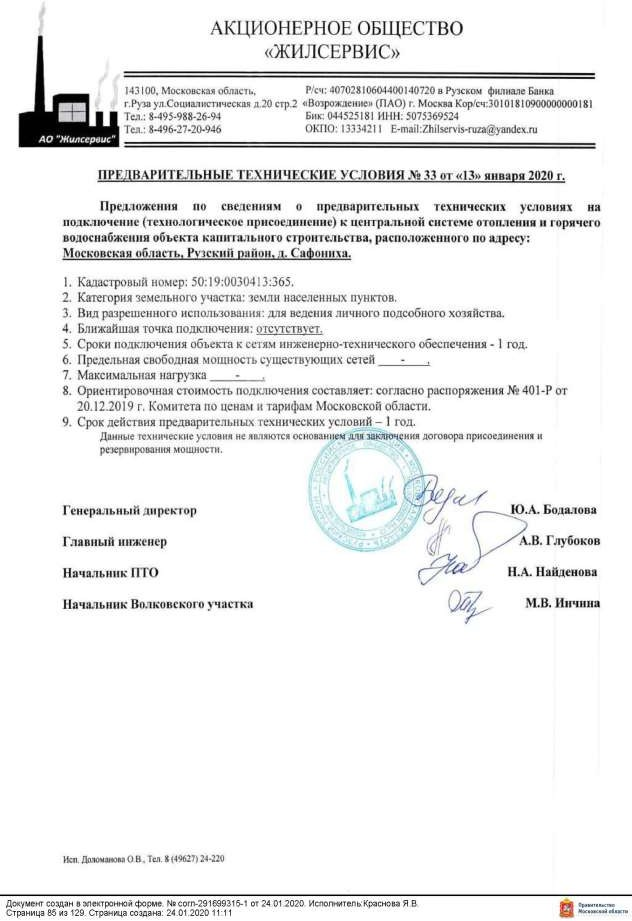 АКЦИОНЕРНОЕ ОБЩЕСТВО
«ЖИЛСЕРВИС»
АО "Жилсервис"
143100, Московская область,
г.Руза ул.Социалистическая д.20 стр.2
Тел.: 8-495-988-26-94
Тел.: 8-496-27-20-946
Р/сч: 40702810604400140720 в Рузском филиале Банка
«Возрождение» (ПАО) г. Москва Кор/сч:30101810900000000181
Бик: 044525181 ИНН: 5075369524
ОКПО: 13334211 E-mail:Zhilservis-ruza@yandex.ru
ПРЕДВАРИТЕЛЬНЫЕ ТЕХНИЧЕСКИЕ УСЛОВИЯ № 33 от «13» января 2020 г.
Предложения по сведениям о предварительных технических условиях на
подключение (технологическое присоединение) к центральной системе отопления и горячего
водоснабжения объекта капитального строительства, расположенного по адресу:
Московская область, Рузский район, д. Сафониха.
1. Кадастровый номер: 50:19:0030413:365.
2. Категория земельного участка: земли населенных пунктов.
3. Вид разрешенного использования: для ведения личного подсобного хозяйства.
4. Ближайшая точка подключения: отсутствует.
5. Сроки подключения объекта к сетям инженерно-технического обеспечения - 1 год.
6. Предельная свободная мощность существующих сетей ___-___.
7. Максимальная нагрузка ___-___.
8. Ориентировочная стоимость подключения составляет: согласно распоряжения № 401-Р от
20.12.2019 г. Комитета по ценам и тарифам Московской области.
9. Срок действия предварительных технических условий – 1 год.
Данные технические условия не являются основанием для заключения договора присоединения и
резервирования мощности.
Генеральный директор Ю.А. Бодалова
Главный инженер А.В. Глубоков
Начальник ПТО Н.А. Найденова
Начальник Волковского участка М.В. Инчина
Исп. Доломанова О.В., Тел. 8 (49627) 24-220
Документ создан в электронной форме. № corn-291699315-1 от 24.01.2020. Исполнитель:Краснова Я.В.
Страница 85 из 129. Страница создана: 24.01.2020 11:11
Правительство
Московской области